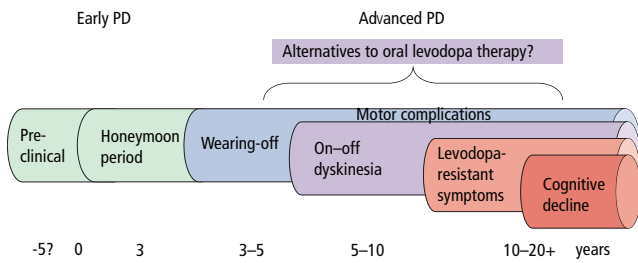 Early PD
Advanced PD
Alternatives to oral levodopa therapy?
Motor complications
Pre-
clinical
Honeymoon
period
Wearing-off
On–off
dyskinesia
Levodopa-
resistant
symptoms
Cognitive
decline
-5? 0 3 3–5 5–10 10–20+ years